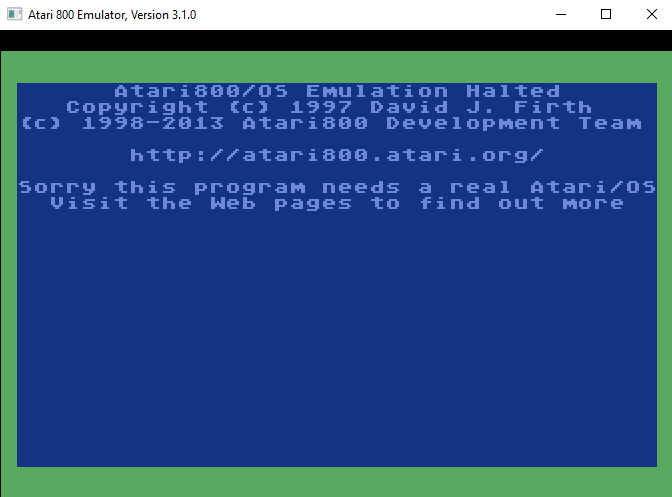 Atari 800 Emulator, Version 3.1.0
Atari800/OS Emulation Halted
Copyright (c) 1997 David J. Firth
(c) 1998-2013 Atari800 Development Team
http://atari800.atari.org/
Sorry this program needs a real Atari/OS
Visit the Web pages to find out more